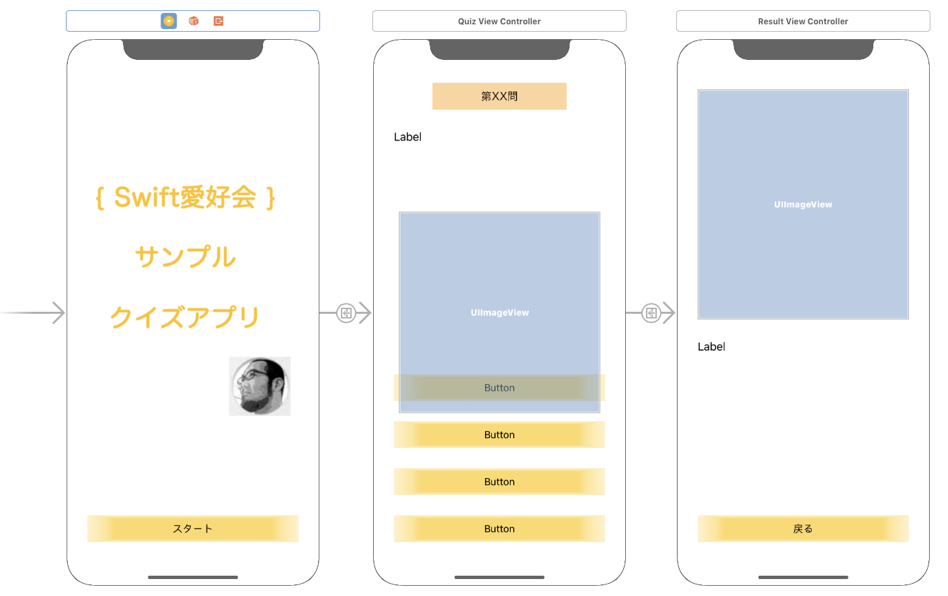 Quiz View Controller
Result View Controller
{ Swift愛好会 }
サンプル
クイズアプリ
スタート
第XX問
Label
UIImageView
Button
Button
Button
Button
UIImageView
Label
戻る